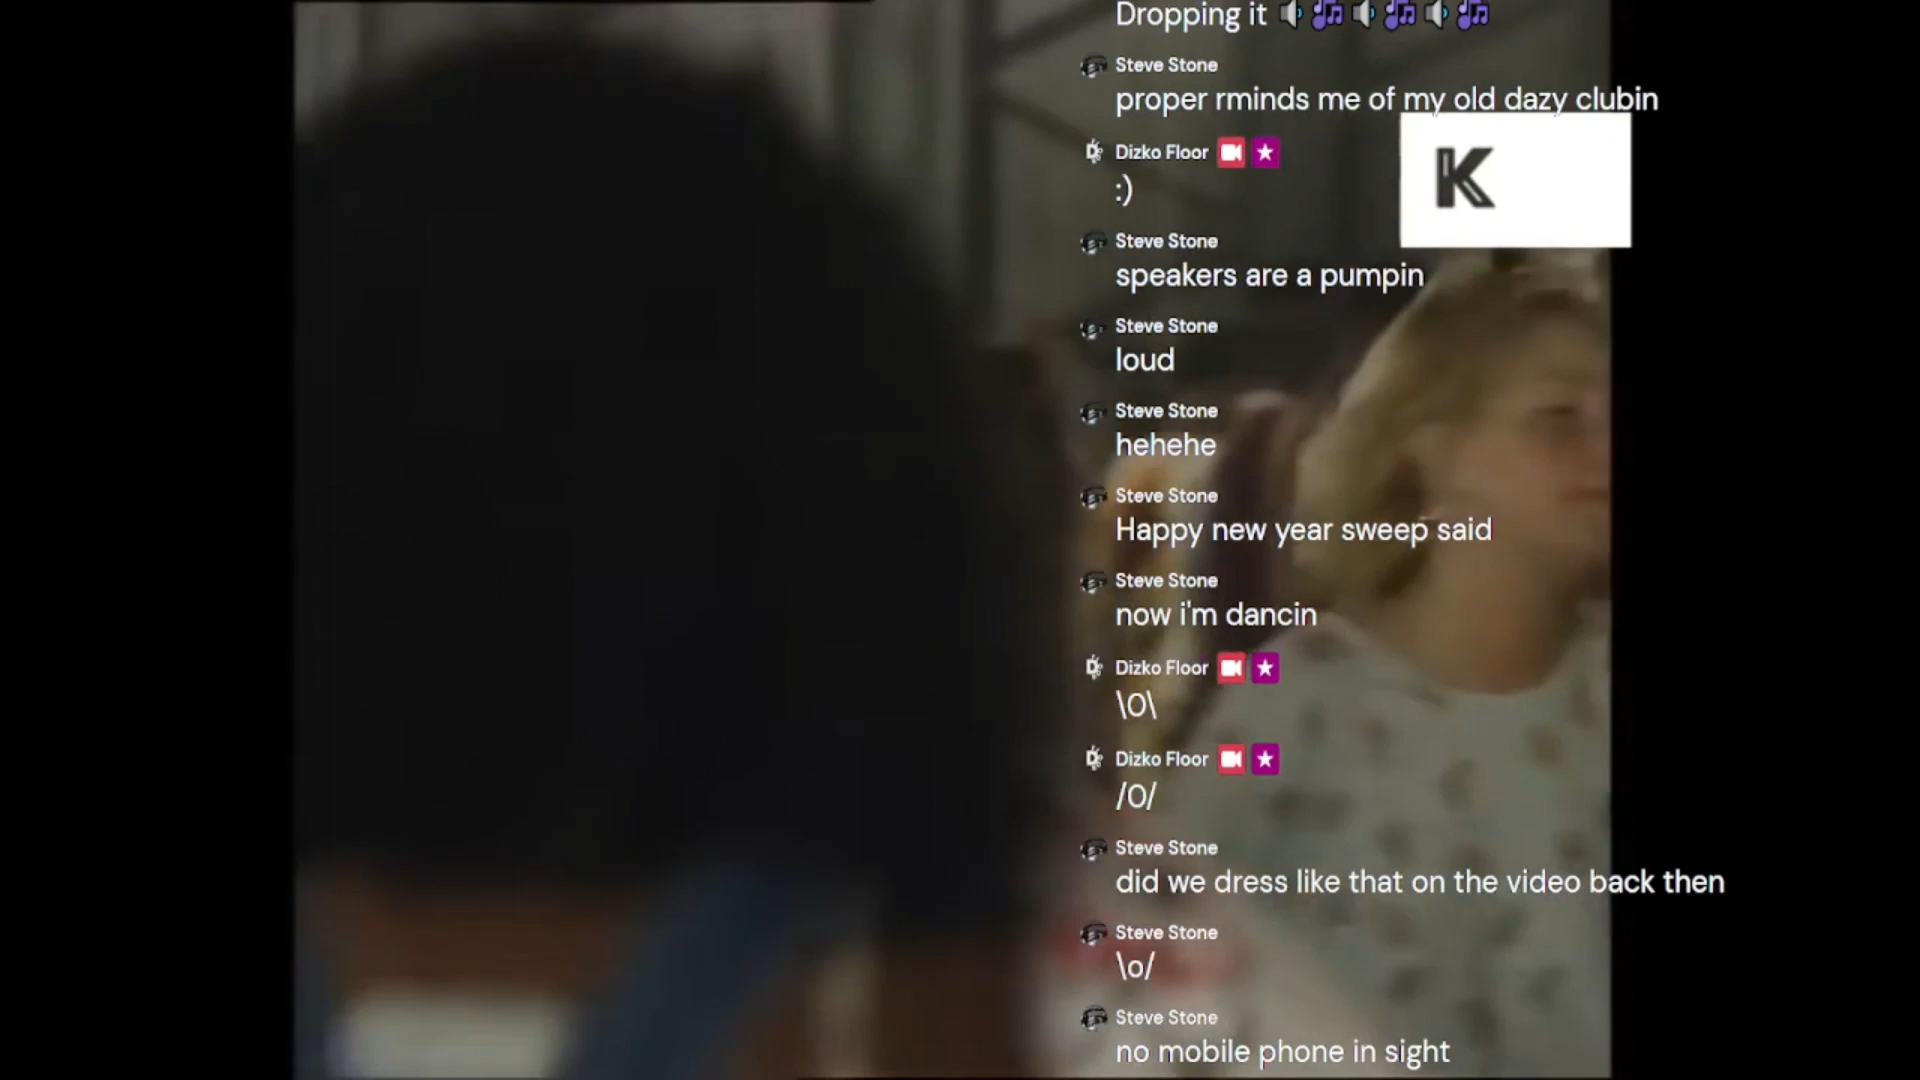 Dropping it 🔈🎶🔈🎶🔈🎶
Steve Stone
proper rminds me of my old dazy clubin
Dizko Floor
:)
K
Steve Stone
speakers are a pumpin
Steve Stone
loud
Steve Stone
hehehe
Steve Stone
Happy new year sweep said
Steve Stone
now i'm dancin
Dizko Floor
\0\
Dizko Floor
/0/
Steve Stone
did we dress like that on the video back then
Steve Stone
\o/
Steve Stone
no mobile phone in sight